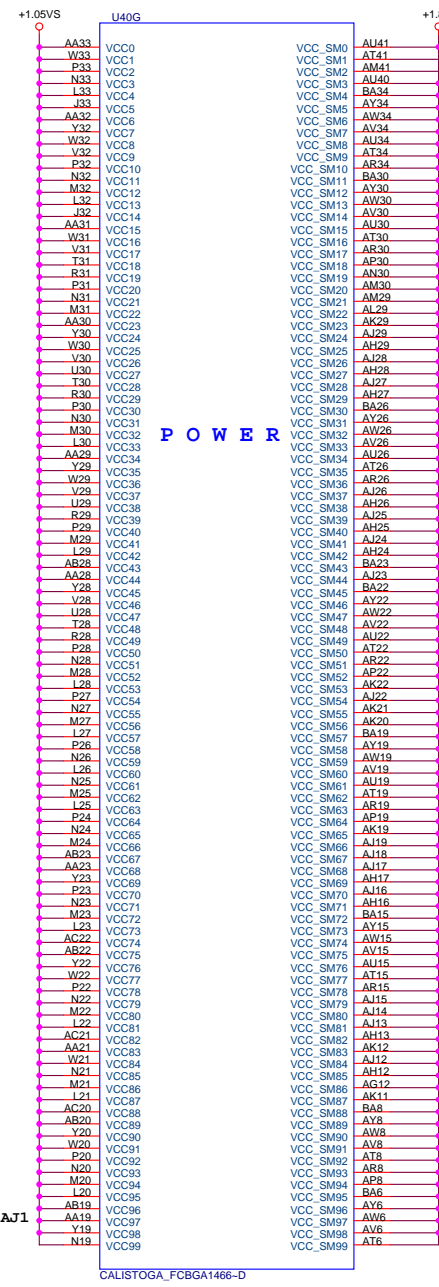 +1.05VS U40G +1.
AA33 VCC0 VCC_SM0 AU41
W33 VCC1 VCC_SM1 AT41
P33 VCC2 VCC_SM2 AM41
N33 VCC3 VCC_SM3 AU40
L33 VCC4 VCC_SM4 BA34
J33 VCC5 VCC_SM5 AY34
AA32 VCC6 VCC_SM6 AW34
Y32 VCC7 VCC_SM7 AV34
W32 VCC8 VCC_SM8 AU34
V32 VCC9 VCC_SM9 AT34
P32 VCC10 VCC_SM10 AR34
N32 VCC11 VCC_SM11 BA30
M32 VCC12 VCC_SM12 AY30
L32 VCC13 VCC_SM13 AW30
J32 VCC14 VCC_SM14 AV30
AA31 VCC15 VCC_SM15 AU30
W31 VCC16 VCC_SM16 AT30
V31 VCC17 VCC_SM17 AR30
T31 VCC18 VCC_SM18 AP30
R31 VCC19 VCC_SM19 AN30
P31 VCC20 VCC_SM20 AM30
N31 VCC21 VCC_SM21 AM29
M31 VCC22 VCC_SM22 AL29
AA30 VCC23 VCC_SM23 AK29
Y30 VCC24 VCC_SM24 AJ29
W30 VCC25 VCC_SM25 AH29
V30 VCC26 VCC_SM26 AJ28
U30 VCC27 VCC_SM27 AH28
T30 VCC28 VCC_SM28 AJ27
R30 VCC29 VCC_SM29 AH27
P30 VCC30 VCC_SM30 BA26
N30 VCC31 VCC_SM31 AY26
M30 VCC32 P O W E R VCC_SM32 AW26
L30 VCC33 VCC_SM33 AV26
AA29 VCC34 VCC_SM34 AU26
Y29 VCC35 VCC_SM35 AT26
W29 VCC36 VCC_SM36 AR26
V29 VCC37 VCC_SM37 AJ26
U29 VCC38 VCC_SM38 AH26
R29 VCC39 VCC_SM39 AJ25
P29 VCC40 VCC_SM40 AH25
M29 VCC41 VCC_SM41 AJ24
L29 VCC42 VCC_SM42 AH24
AB28 VCC43 VCC_SM43 BA23
AA28 VCC44 VCC_SM44 AJ23
Y28 VCC45 VCC_SM45 BA22
V28 VCC46 VCC_SM46 AY22
U28 VCC47 VCC_SM47 AW22
T28 VCC48 VCC_SM48 AV22
R28 VCC49 VCC_SM49 AU22
P28 VCC50 VCC_SM50 AT22
N28 VCC51 VCC_SM51 AR22
M28 VCC52 VCC_SM52 AP22
L28 VCC53 VCC_SM53 AK22
P27 VCC54 VCC_SM54 AJ22
N27 VCC55 VCC_SM55 AK21
M27 VCC56 VCC_SM56 AK20
L27 VCC57 VCC_SM57 BA19
P26 VCC58 VCC_SM58 AY19
N26 VCC59 VCC_SM59 AW19
L26 VCC60 VCC_SM60 AV19
N25 VCC61 VCC_SM61 AU19
M25 VCC62 VCC_SM62 AT19
L25 VCC63 VCC_SM63 AR19
P24 VCC64 VCC_SM64 AP19
N24 VCC65 VCC_SM65 AK19
M24 VCC66 VCC_SM66 AJ19
AB23 VCC67 VCC_SM67 AJ18
AA23 VCC68 VCC_SM68 AJ17
Y23 VCC69 VCC_SM69 AH17
P23 VCC70 VCC_SM70 AJ16
N23 VCC71 VCC_SM71 AH16
M23 VCC72 VCC_SM72 BA15
L23 VCC73 VCC_SM73 AY15
AC22 VCC74 VCC_SM74 AW15
AB22 VCC75 VCC_SM75 AV15
Y22 VCC76 VCC_SM76 AU15
W22 VCC77 VCC_SM77 AT15
P22 VCC78 VCC_SM78 AR15
N22 VCC79 VCC_SM79 AJ15
M22 VCC80 VCC_SM80 AJ14
L22 VCC81 VCC_SM81 AJ13
AC21 VCC82 VCC_SM82 AH13
AA21 VCC83 VCC_SM83 AK12
W21 VCC84 VCC_SM84 AJ12
N21 VCC85 VCC_SM85 AH12
M21 VCC86 VCC_SM86 AG12
L21 VCC87 VCC_SM87 AK11
AC20 VCC88 VCC_SM88 BA8
AB20 VCC89 VCC_SM89 AY8
Y20 VCC90 VCC_SM90 AW8
W20 VCC91 VCC_SM91 AV8
P20 VCC92 VCC_SM92 AT8
N20 VCC93 VCC_SM93 AR8
M20 VCC94 VCC_SM94 AP8
L20 VCC95 VCC_SM95 BA6
AB19 VCC96 VCC_SM96 AY6
AJ1 AA19 VCC97 VCC_SM97 AW6
Y19 VCC98 VCC_SM98 AV6
N19 VCC99 VCC_SM99 AT6
CALISTOGA_FCBGA1466~D